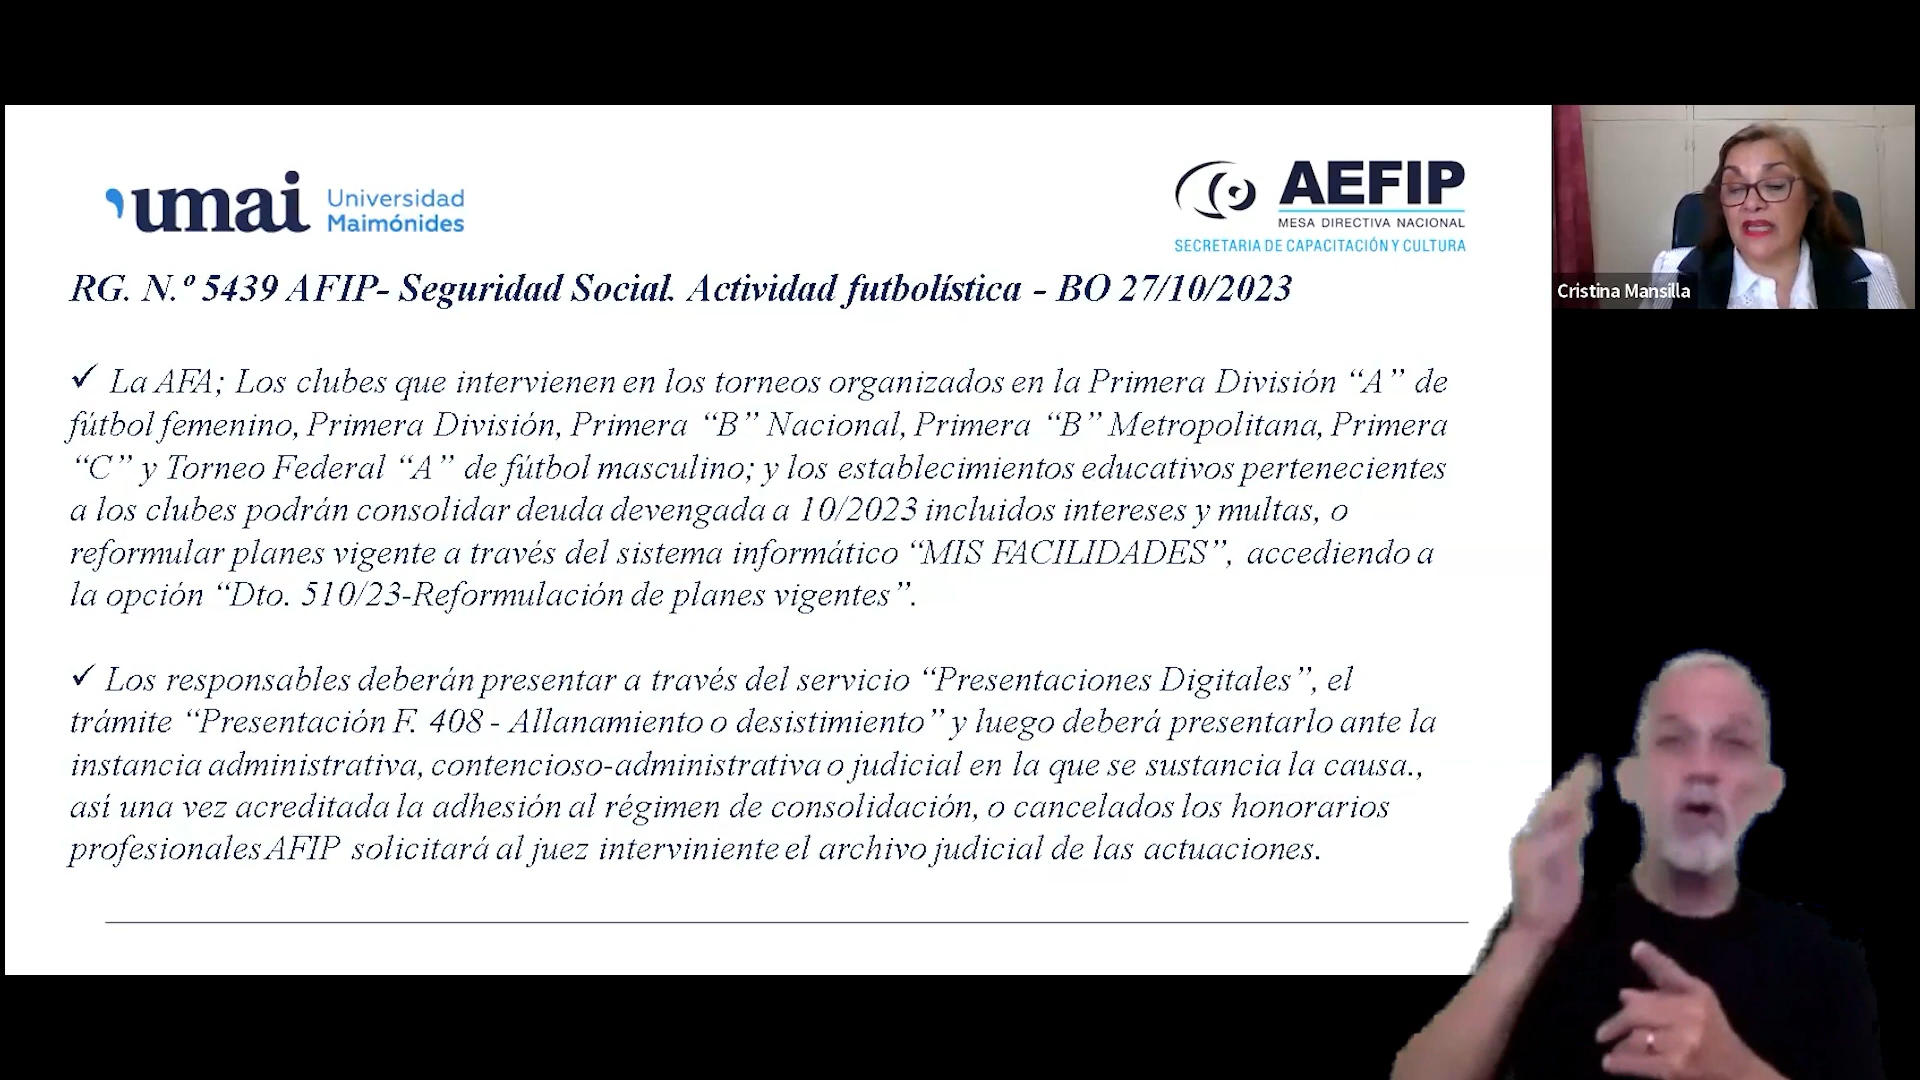 umai Universidad
Maimónides
AEFIP
MESA DIRECTIVA NACIONAL
SECRETARIA DE CAPACITACIÓN Y CULTURA
RG. N.º 5439 AFIP- Seguridad Social. Actividad futbolística - BO 27/10/2023
Cristina Mansilla
✓ La AFA; Los clubes que intervienen en los torneos organizados en la Primera División “A” de
fútbol femenino, Primera División, Primera “B” Nacional, Primera “B” Metropolitana, Primera
“C” y Torneo Federal “A” de fútbol masculino; y los establecimientos educativos pertenecientes
a los clubes podrán consolidar deuda devengada a 10/2023 incluidos intereses y multas, o
reformular planes vigente a través del sistema informático “MIS FACILIDADES”, accediendo a
la opción “Dto. 510/23-Reformulación de planes vigentes”.
✓ Los responsables deberán presentar a través del servicio “Presentaciones Digitales”, el
trámite “Presentación F. 408 - Allanamiento o desistimiento” y luego deberá presentarlo ante la
instancia administrativa, contencioso-administrativa o judicial en la que se sustancia la causa.,
así una vez acreditada la adhesión al régimen de consolidación, o cancelados los honorarios
profesionales AFIP solicitará al juez interviniente el archivo judicial de las actuaciones.